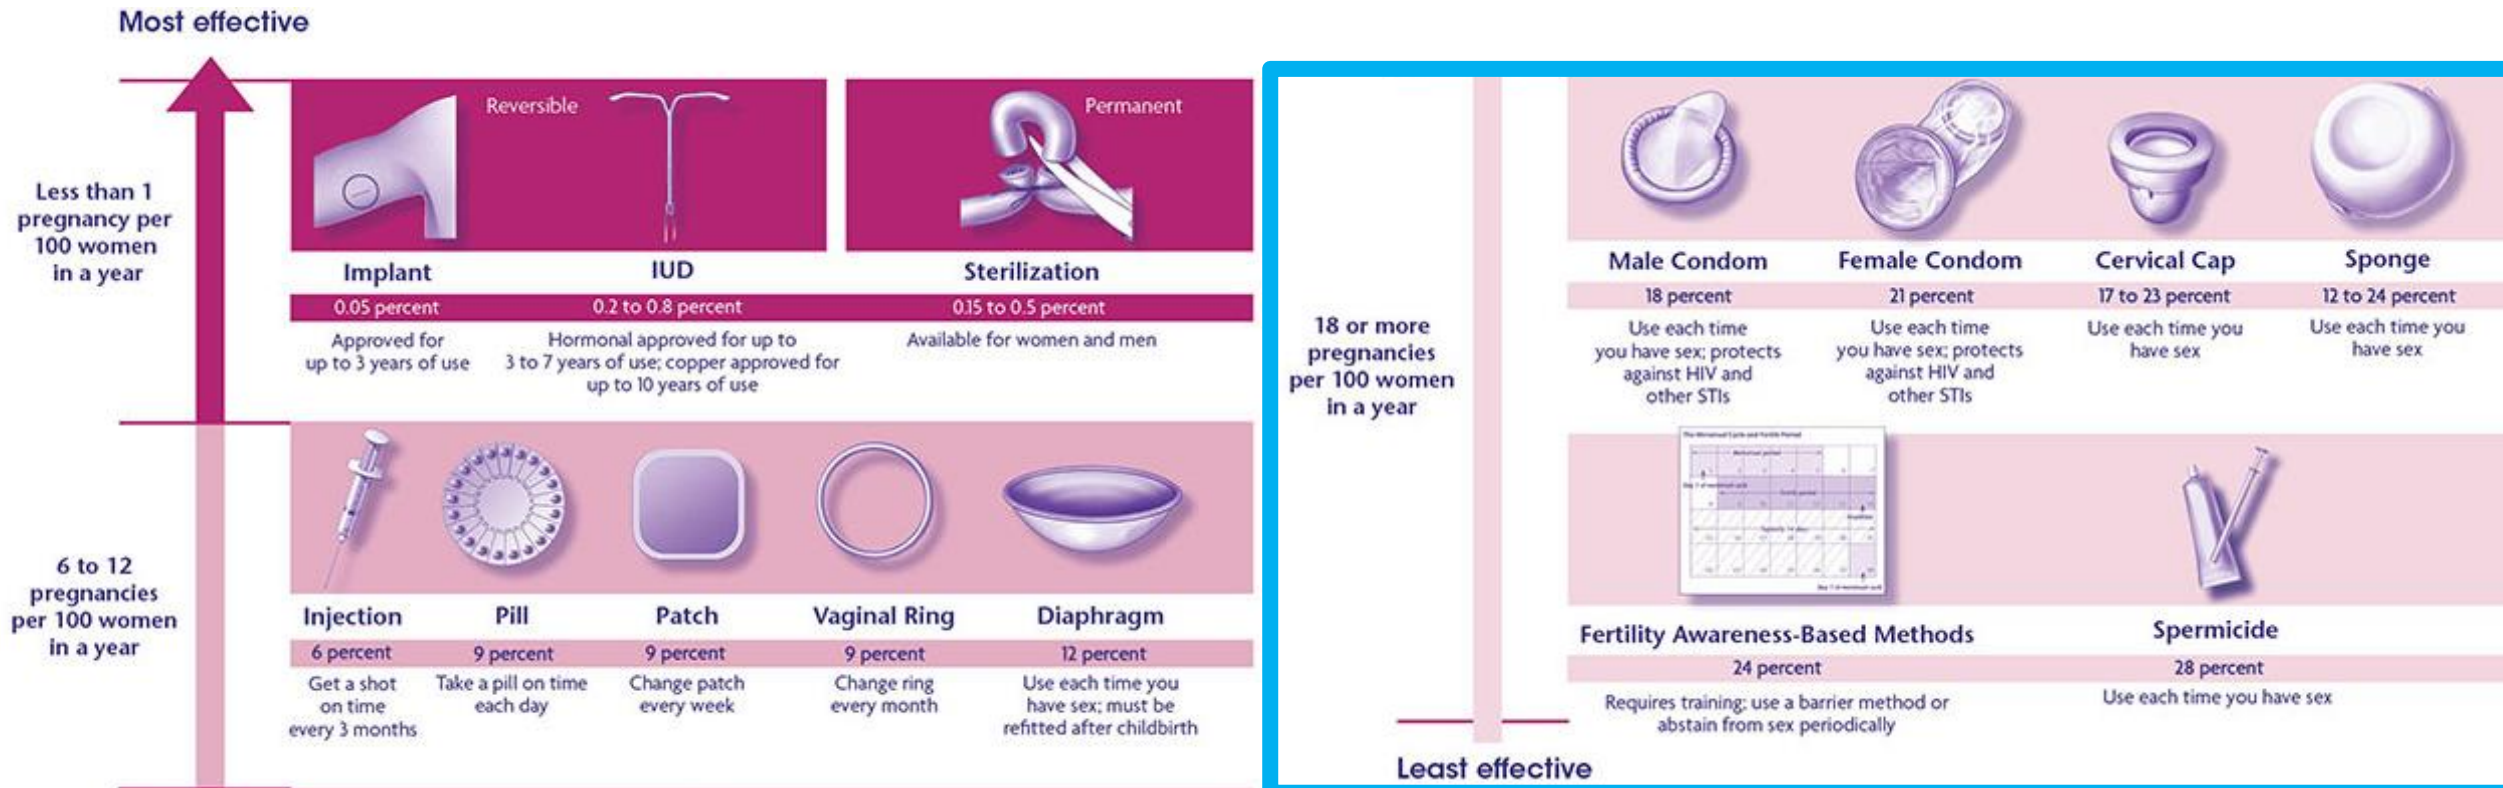 Most effective
Less than 1
pregnancy per
100 women
in a year
Reversible
Permanent
Implant
IUD
Sterilization
0.05 percent
0.2 to 0.8 percent
0.15 to 0.5 percent
Approved for
up to 3 years of use
Hormonal approved for up to
3 to 7 years of use; copper approved for
up to 10 years of use
Available for women and men
6 to 12
pregnancies
per 100 women
in a year
Injection
Pill
Patch
Vaginal Ring
Diaphragm
6 percent
9 percent
9 percent
9 percent
12 percent
Get a shot
on time
every 3 months
Take a pill on time
each day
Change patch
every week
Change ring
every month
Use each time you
have sex; must be
refitted after childbirth
18 or more
pregnancies
per 100 women
in a year
Male Condom
Female Condom
Cervical Cap
Sponge
18 percent
21 percent
17 to 23 percent
12 to 24 percent
Use each time
you have sex; protects
against HIV and
other STIs
Use each time
you have sex; protects
against HIV and
other STIs
Use each time you
have sex
Use each time you
have sex
The Menstrual Cycle and Fertile Period
Fertility Awareness-Based Methods
Spermicide
24 percent
28 percent
Requires training; use a barrier method or
abstain from sex periodically
Use each time you have sex
Least effective